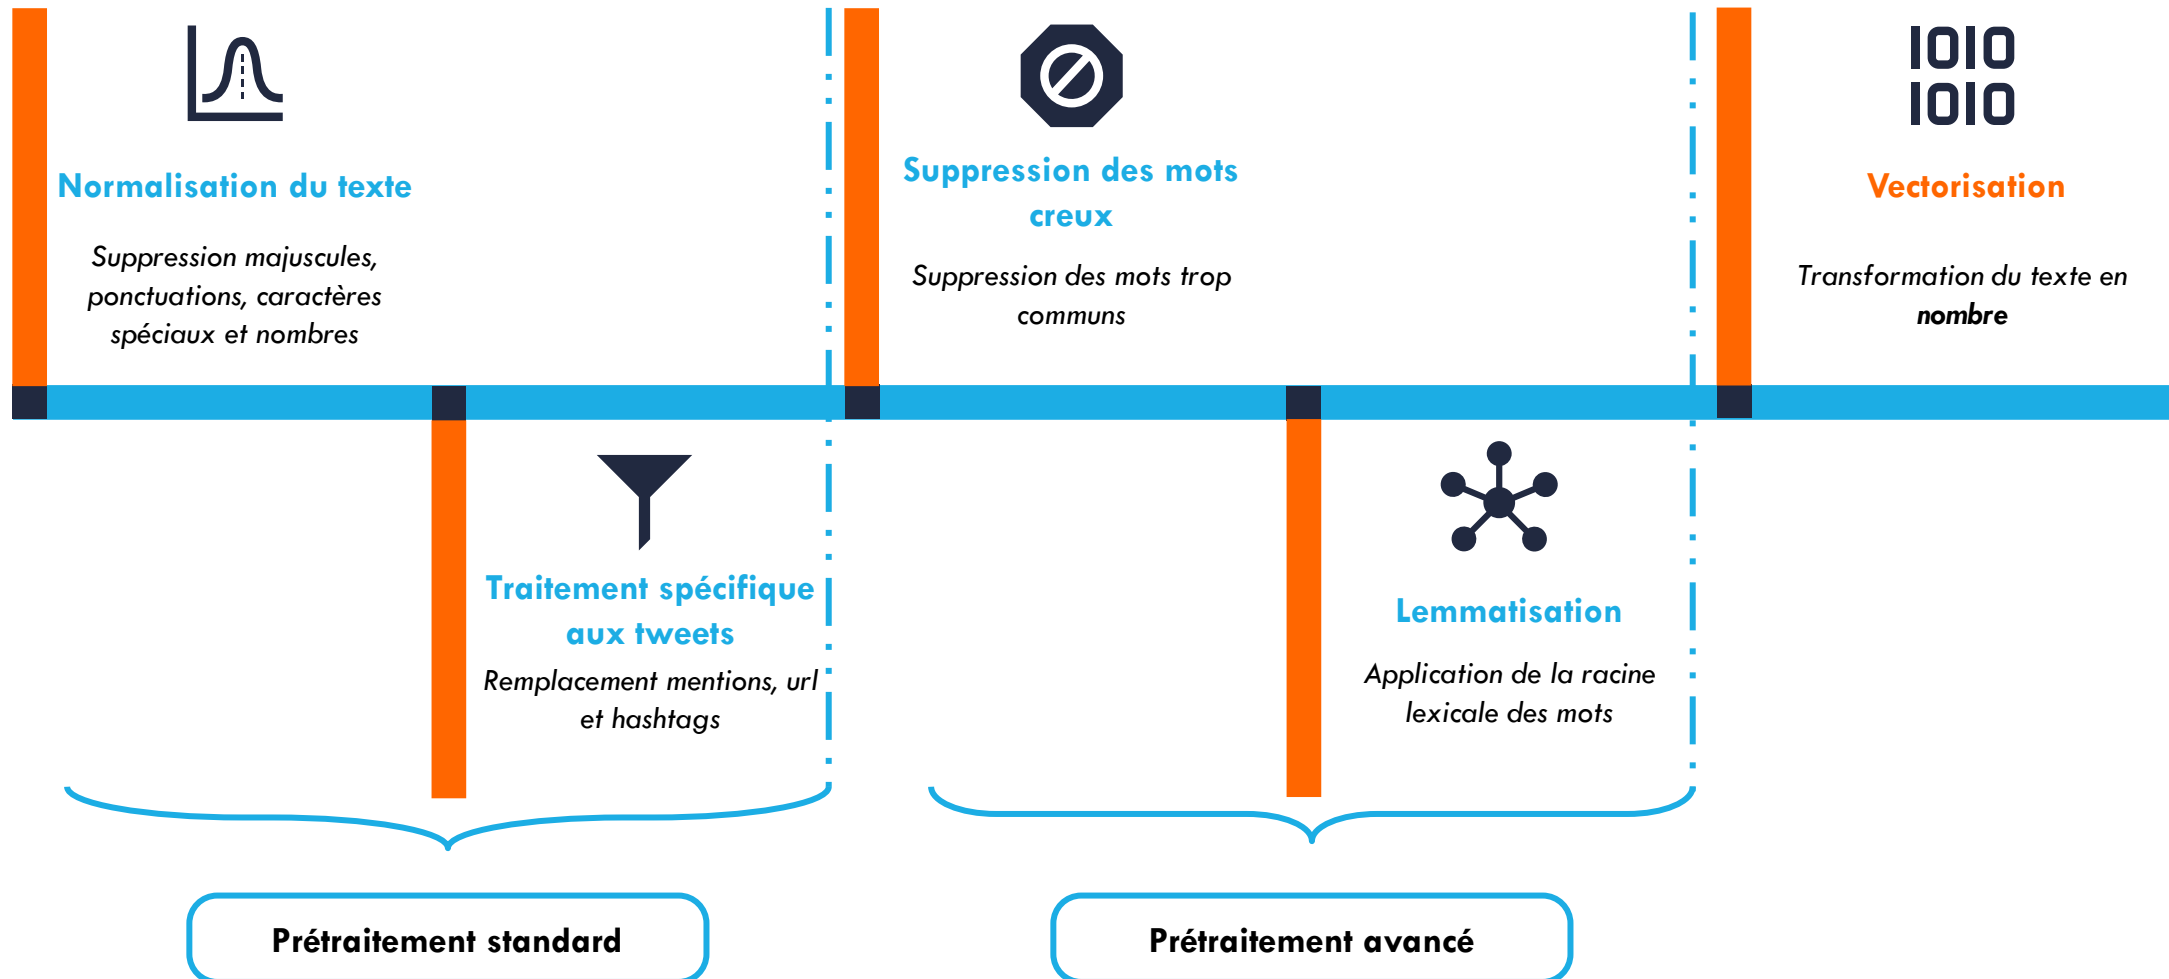 Normalisation du texte
Suppression majuscules,
ponctuations, caractères
spéciaux et nombres
Traitement spécifique
aux tweets
Remplacement mentions, url
et hashtags
Suppression des mots
creux
Suppression des mots trop
communs
Lemmatisation
Application de la racine
lexicale des mots
1010
1010
Vectorisation
Transformation du texte en
nombre
Prétraitement standard
Prétraitement avancé